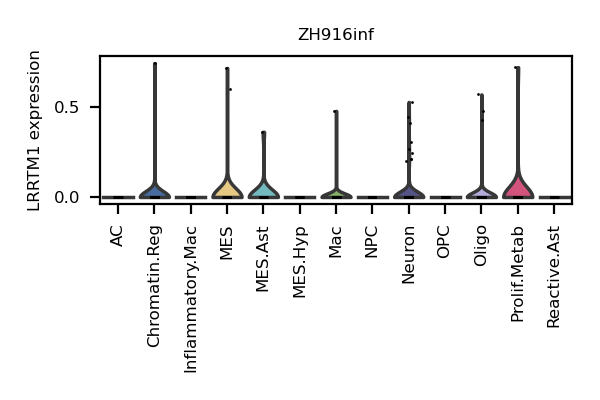 ZH916inf
LRRTM1 expression
0.5
0.0
AC
Chromatin.Reg
Inflammatory.Mac
MES
MES.Ast
MES.Hyp
Mac
NPC
Neuron
OPC
Oligo
Prolif.Metab
Reactive.Ast